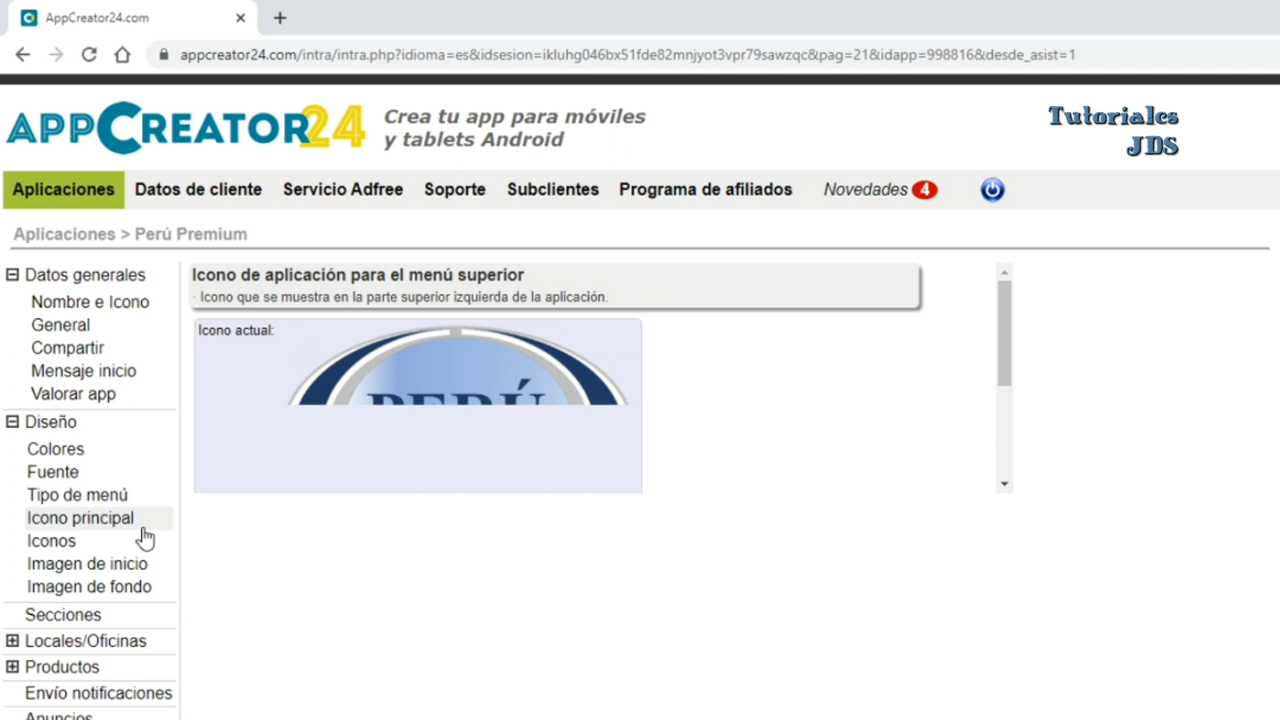 AppCreator24.com
appcreator24.com/intra/intra.php?idioma=es&idsesion=ikluhg046bx51fde82mnjyot3vpr79sawzqc&pag=21&idapp=998816&desde_asist=1
APPCREATOR24
Crea tu app para móviles
y tablets Android
Tutoriales
JDS
Aplicaciones Datos de cliente Servicio Adfree Soporte Subclientes Programa de afiliados Novedades 4
Aplicaciones > Perú Premium
Datos generales
Nombre e Icono
General
Compartir
Mensaje inicio
Valorar app
Diseño
Colores
Fuente
Tipo de menú
Icono principal
Iconos
Imagen de inicio
Imagen de fondo
Secciones
Locales/Oficinas
Productos
Envío notificaciones
Anuncios
Icono de aplicación para el menú superior
· Icono que se muestra en la parte superior izquierda de la aplicación.
Icono actual:
PERÚ